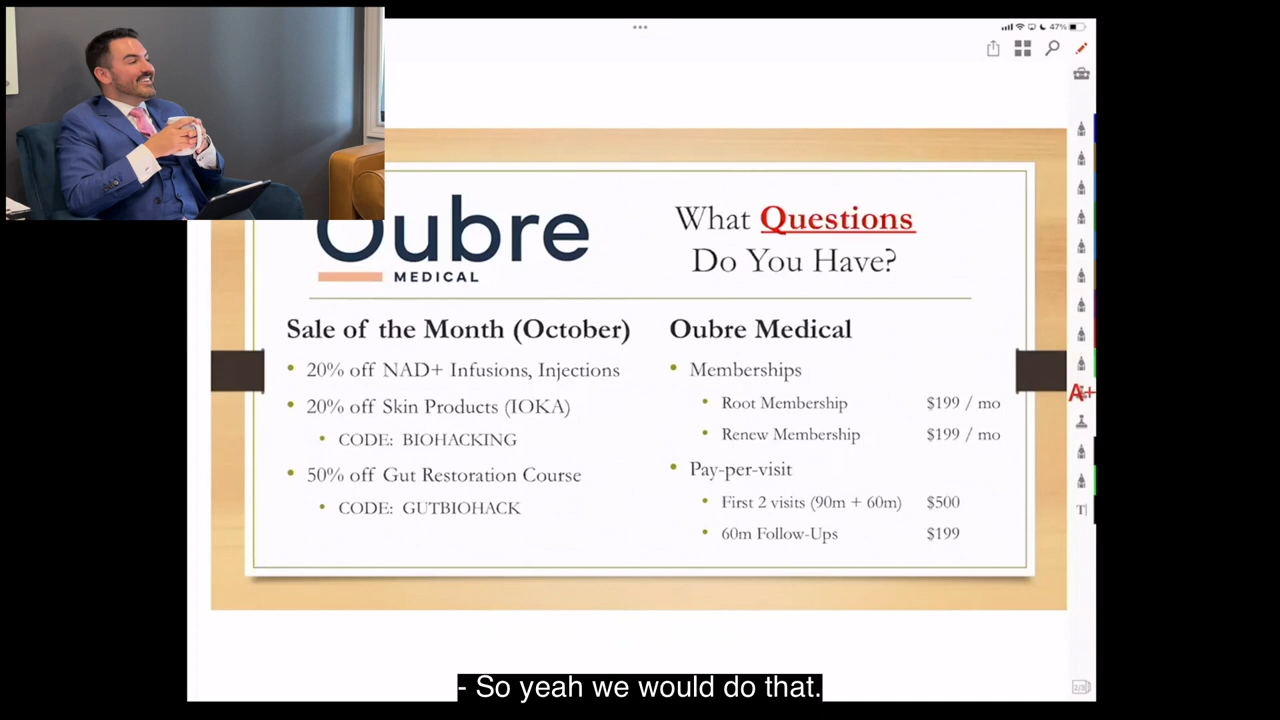 47%
Oubre
MEDICAL
What Questions
Do You Have?
Sale of the Month (October)
• 20% off NAD+ Infusions, Injections
• 20% off Skin Products (IOKA)
• CODE: BIOHACKING
• 50% off Gut Restoration Course
• CODE: GUTBIOHACK
Oubre Medical
• Memberships
• Root Membership $199 / mo
• Renew Membership $199 / mo
• Pay-per-visit
• First 2 visits (90m + 60m) $500
• 60m Follow-Ups $199
A+
T
2/3
- So yeah we would do that.